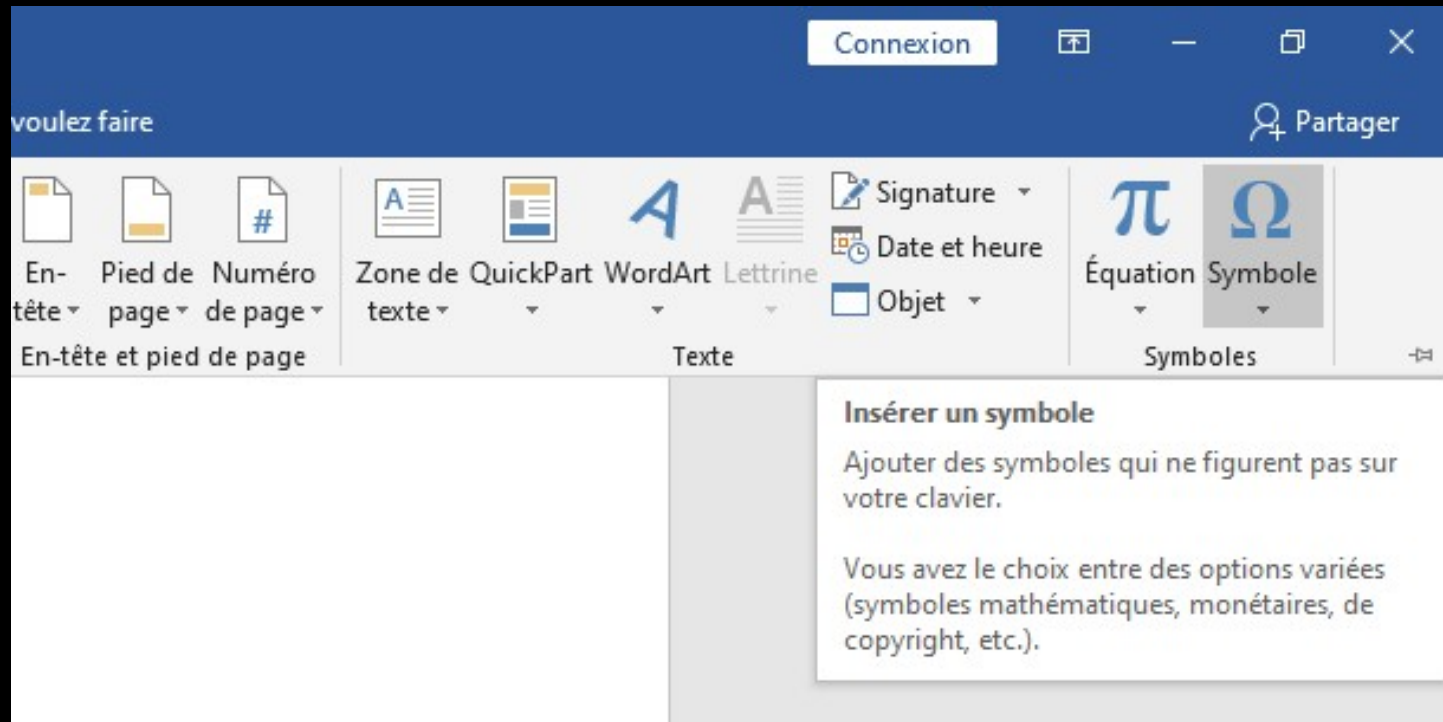 Connexion
voulez faire
Partager
En-
tête
Pied de
page
#
Numéro
de page
En-tête et pied de page
A
Zone de
texte
QuickPart
A
WordArt
A
Lettrine
Signature
Date et heure
Objet
Texte
π
Équation
Ω
Symbole
Symboles
Insérer un symbole
Ajouter des symboles qui ne figurent pas sur
votre clavier.
Vous avez le choix entre des options variées
(symboles mathématiques, monétaires, de
copyright, etc.).